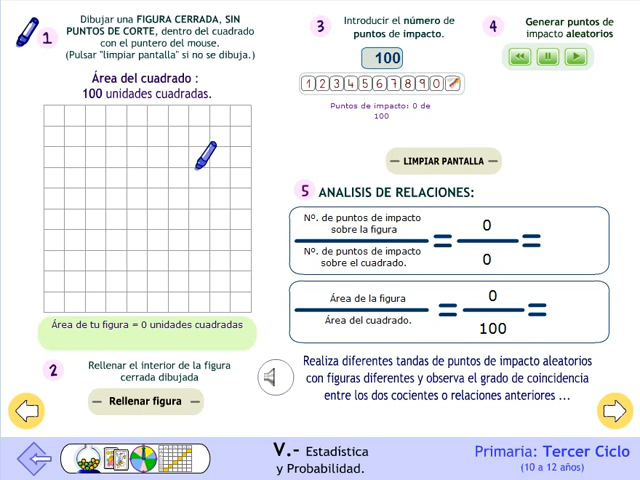 1
Dibujar una FIGURA CERRADA, SIN
PUNTOS DE CORTE, dentro del cuadrado
con el puntero del mouse.
(Pulsar "limpiar pantalla" si no se dibuja.)
Área del cuadrado :
100 unidades cuadradas.
Área de tu figura = 0 unidades cuadradas
2
Rellenar el interior de la figura
cerrada dibujada
Rellenar figura
3
Introducir el número de
puntos de impacto.
100
1 2 3 4 5 6 7 8 9 0
Puntos de impacto: 0 de
100
4
Generar puntos de
impacto aleatorios
LIMPIAR PANTALLA
5 ANALISIS DE RELACIONES:
Nº. de puntos de impacto
sobre la figura
Nº. de puntos de impacto
sobre el cuadrado.
= 0
0 =
Área de la figura
Área del cuadrado.
= 0
100 =
Realiza diferentes tandas de puntos de impacto aleatorios
con figuras diferentes y observa el grado de coincidencia
entre los dos cocientes o relaciones anteriores ...
V.- Estadística
y Probabilidad.
Primaria: Tercer Ciclo
(10 a 12 años)